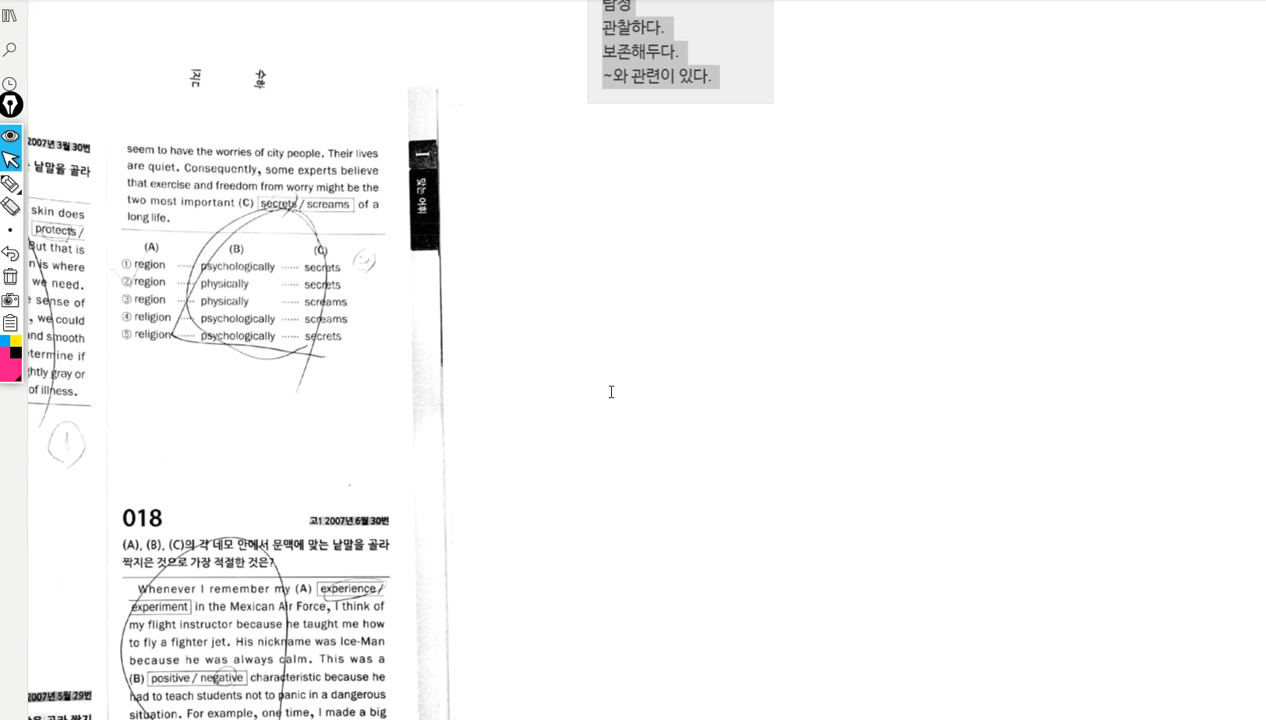 탐정
관찰하다.
보존해두다.
~와 관련이 있다.
수학
2007년 3월 30번
낱말을 골라
skin does
protects /
But that is
n is where
we need.
e sense of
, we could
and smooth
termine if
ghtly gray or
of illness.
1
2007년 5월 29번
seem to have the worries of city people. Their lives
are quiet. Consequently, some experts believe
that exercise and freedom from worry might be the
two most important (C) secrets / screams of a
long life.
(A) (B) (C)
① region ······ psychologically ······ secrets
② region ······ physically ······ secrets
③ region ······ physically ······ screams
④ religion ······ psychologically ······ screams
⑤ religion ······ psychologically ······ secrets
018
고1 2007년 6월 30번
(A), (B), (C)의 각 네모 안에서 문맥에 맞는 낱말을 골라
짝지은 것으로 가장 적절한 것은?
Whenever I remember my (A) experience /
experiment in the Mexican Air Force, I think of
my flight instructor because he taught me how
to fly a fighter jet. His nickname was Ice-Man
because he was always calm. This was a
(B) positive / negative characteristic because he
had to teach students not to panic in a dangerous
situation. For example, one time, I made a big
I
맞는 어휘